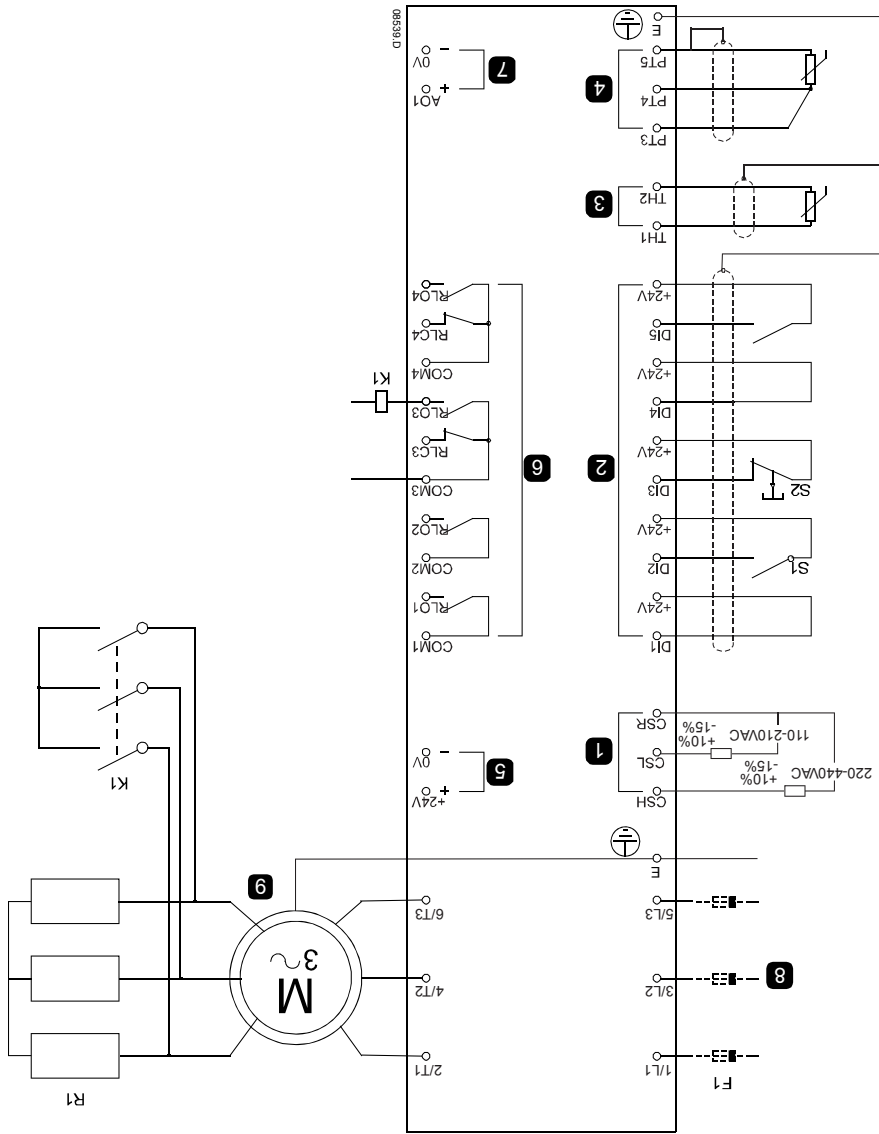 F1
R1
1/L1
2/T1
8
3/L2
4/T2
M
3~
5/L3
6/T3
9
E
220-440VAC
+10%
-15%
CSH
110-210VAC
+10%
-15%
CSL
CSR
1
+24V
+
5
0V
-
K1
DI1
+24V
S1
DI2
+24V
S2
DI3
+24V
DI4
+24V
DI5
+24V
2
COM1
RLO1
COM2
RLO2
COM3
RLC3
RLO3
COM4
RLC4
RLO4
6
K1
TH1
TH2
3
PT3
PT4
PT5
4
E
AO1
+
7
0V
-
08539.D